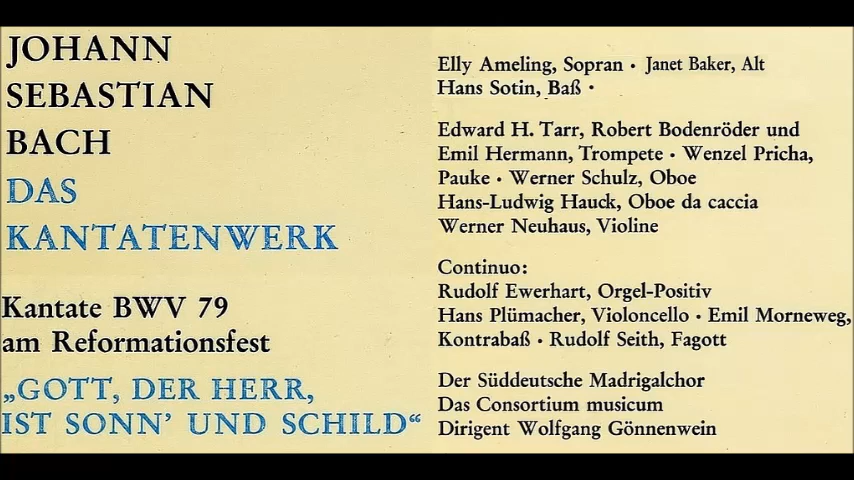 JOHANN
SEBASTIAN
BACH
DAS
KANTATENWERK
Kantate BWV 79
am Reformationsfest
„GOTT, DER HERR,
IST SONN' UND SCHILD“
Elly Ameling, Sopran • Janet Baker, Alt
Hans Sotin, Baß •
Edward H. Tarr, Robert Bodenröder und
Emil Hermann, Trompete • Wenzel Pricha,
Pauke • Werner Schulz, Oboe
Hans-Ludwig Hauck, Oboe da caccia
Werner Neuhaus, Violine
Continuo:
Rudolf Ewerhart, Orgel-Positiv
Hans Plümacher, Violoncello • Emil Morneweg,
Kontrabaß • Rudolf Seith, Fagott
Der Süddeutsche Madrigalchor
Das Consortium musicum
Dirigent Wolfgang Gönnenwein